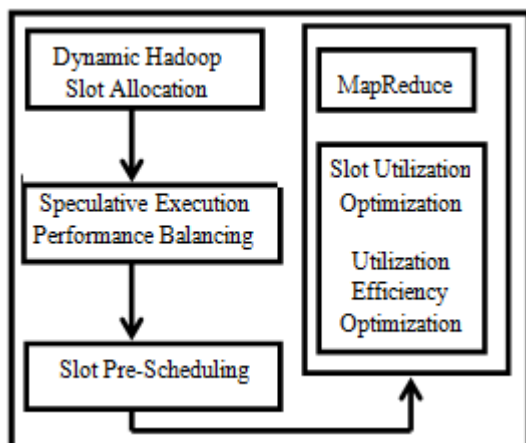 Dynamic Hadoop
Slot Allocation
Speculative Execution
Performance Balancing
Slot Pre-Scheduling
MapReduce
Slot Utilization
Optimization
Utilization
Efficiency
Optimization